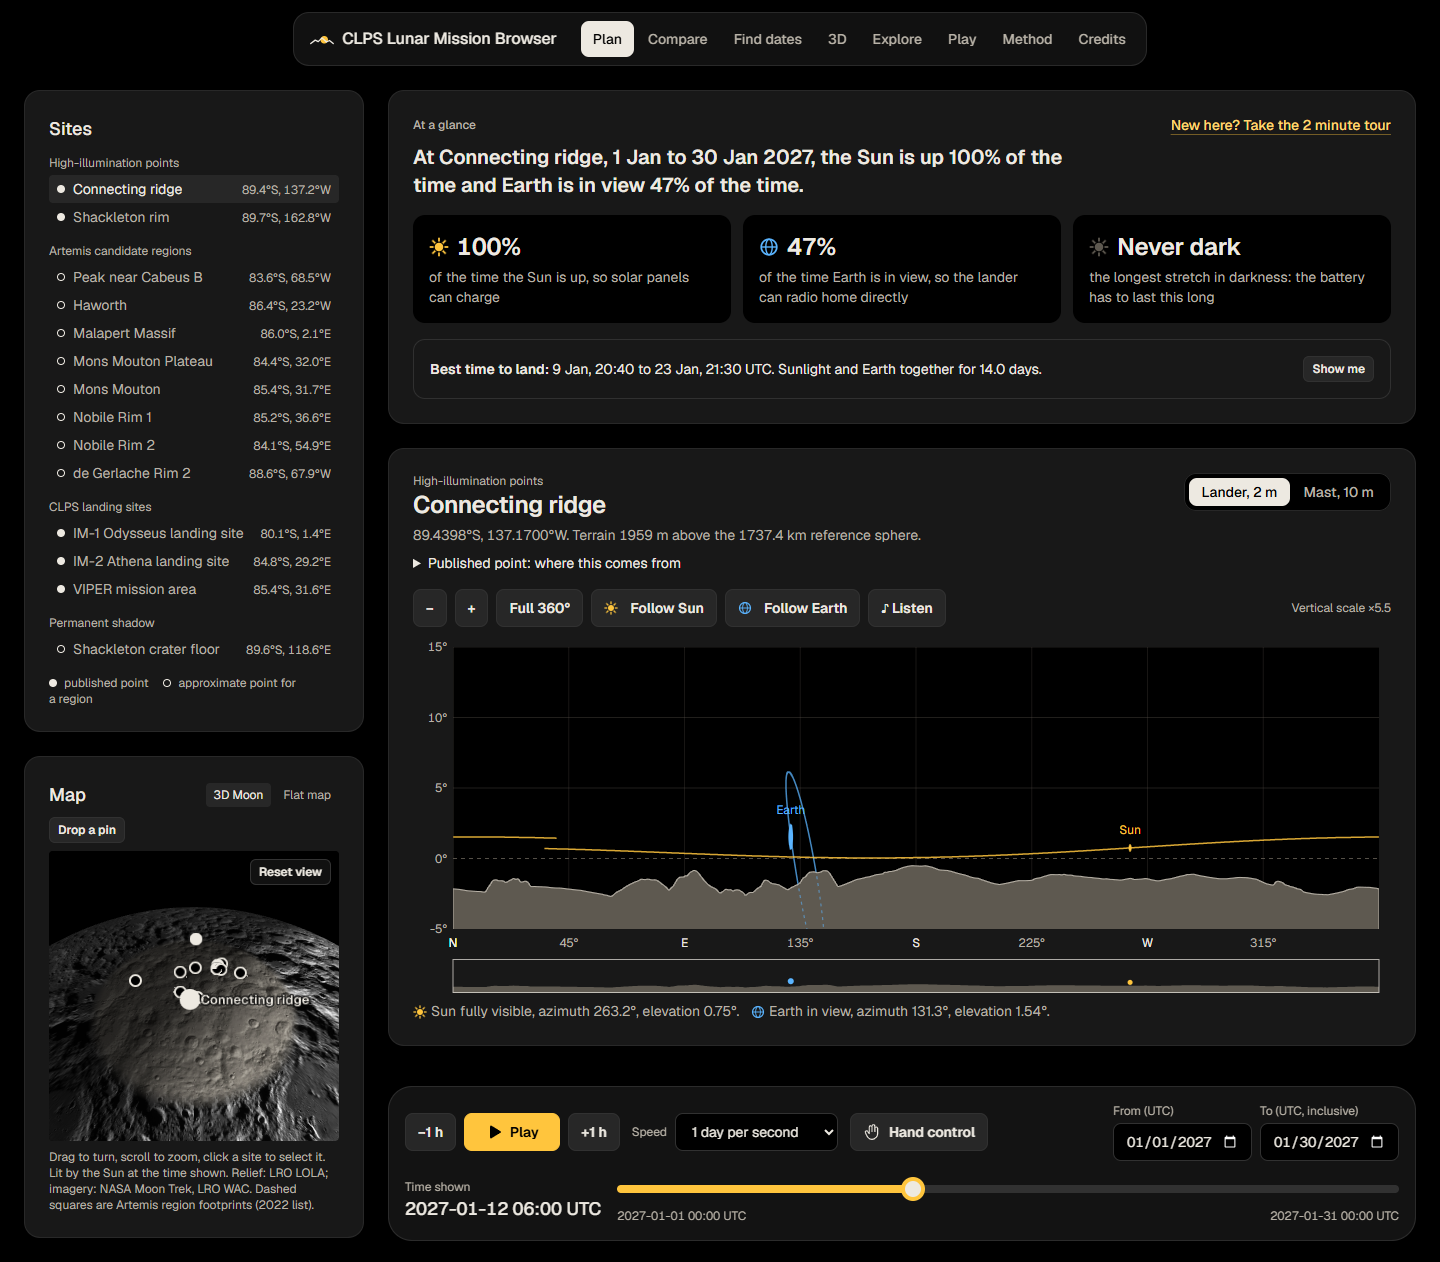 CLPS Lunar Mission Browser
Plan
Compare
Find dates
3D
Explore
Play
Method
Credits
Sites
High-illumination points
Connecting ridge 89.4°S, 137.2°W
Shackleton rim 89.7°S, 162.8°W
Artemis candidate regions
Peak near Cabeus B 83.6°S, 68.5°W
Haworth 86.4°S, 23.2°W
Malapert Massif 86.0°S, 2.1°E
Mons Mouton Plateau 84.4°S, 32.0°E
Mons Mouton 85.4°S, 31.7°E
Nobile Rim 1 85.2°S, 36.6°E
Nobile Rim 2 84.1°S, 54.9°E
de Gerlache Rim 2 88.6°S, 67.9°W
CLPS landing sites
IM-1 Odysseus landing site 80.1°S, 1.4°E
IM-2 Athena landing site 84.8°S, 29.2°E
VIPER mission area 85.4°S, 31.6°E
Permanent shadow
Shackleton crater floor 89.6°S, 118.6°E
published point approximate point for
a region
Map
3D Moon
Flat map
Drop a pin
Reset view
Connecting ridge
Drag to turn, scroll to zoom, click a site to select it.
Lit by the Sun at the time shown. Relief: LRO LOLA;
imagery: NASA Moon Trek, LRO WAC. Dashed
squares are Artemis region footprints (2022 list).
At a glance
New here? Take the 2 minute tour
At Connecting ridge, 1 Jan to 30 Jan 2027, the Sun is up 100% of the
time and Earth is in view 47% of the time.
100%
of the time the Sun is up, so solar panels
can charge
47%
of the time Earth is in view, so the lander
can radio home directly
Never dark
the longest stretch in darkness: the battery
has to last this long
Best time to land: 9 Jan, 20:40 to 23 Jan, 21:30 UTC. Sunlight and Earth together for 14.0 days.
Show me
High-illumination points
Connecting ridge
Lander, 2 m
Mast, 10 m
89.4398°S, 137.1700°W. Terrain 1959 m above the 1737.4 km reference sphere.
▶ Published point: where this comes from
−
+
Full 360°
Follow Sun
Follow Earth
♪ Listen
Vertical scale ×5.5
15°
10°
5°
0°
-5°
Earth
Sun
N 45° E 135° S 225° W 315°
Sun fully visible, azimuth 263.2°, elevation 0.75°. Earth in view, azimuth 131.3°, elevation 1.54°.
−1 h
Play
+1 h
Speed
1 day per second
Hand control
From (UTC)
01/01/2027
To (UTC, inclusive)
01/30/2027
Time shown
2027-01-12 06:00 UTC
2027-01-01 00:00 UTC
2027-01-31 00:00 UTC